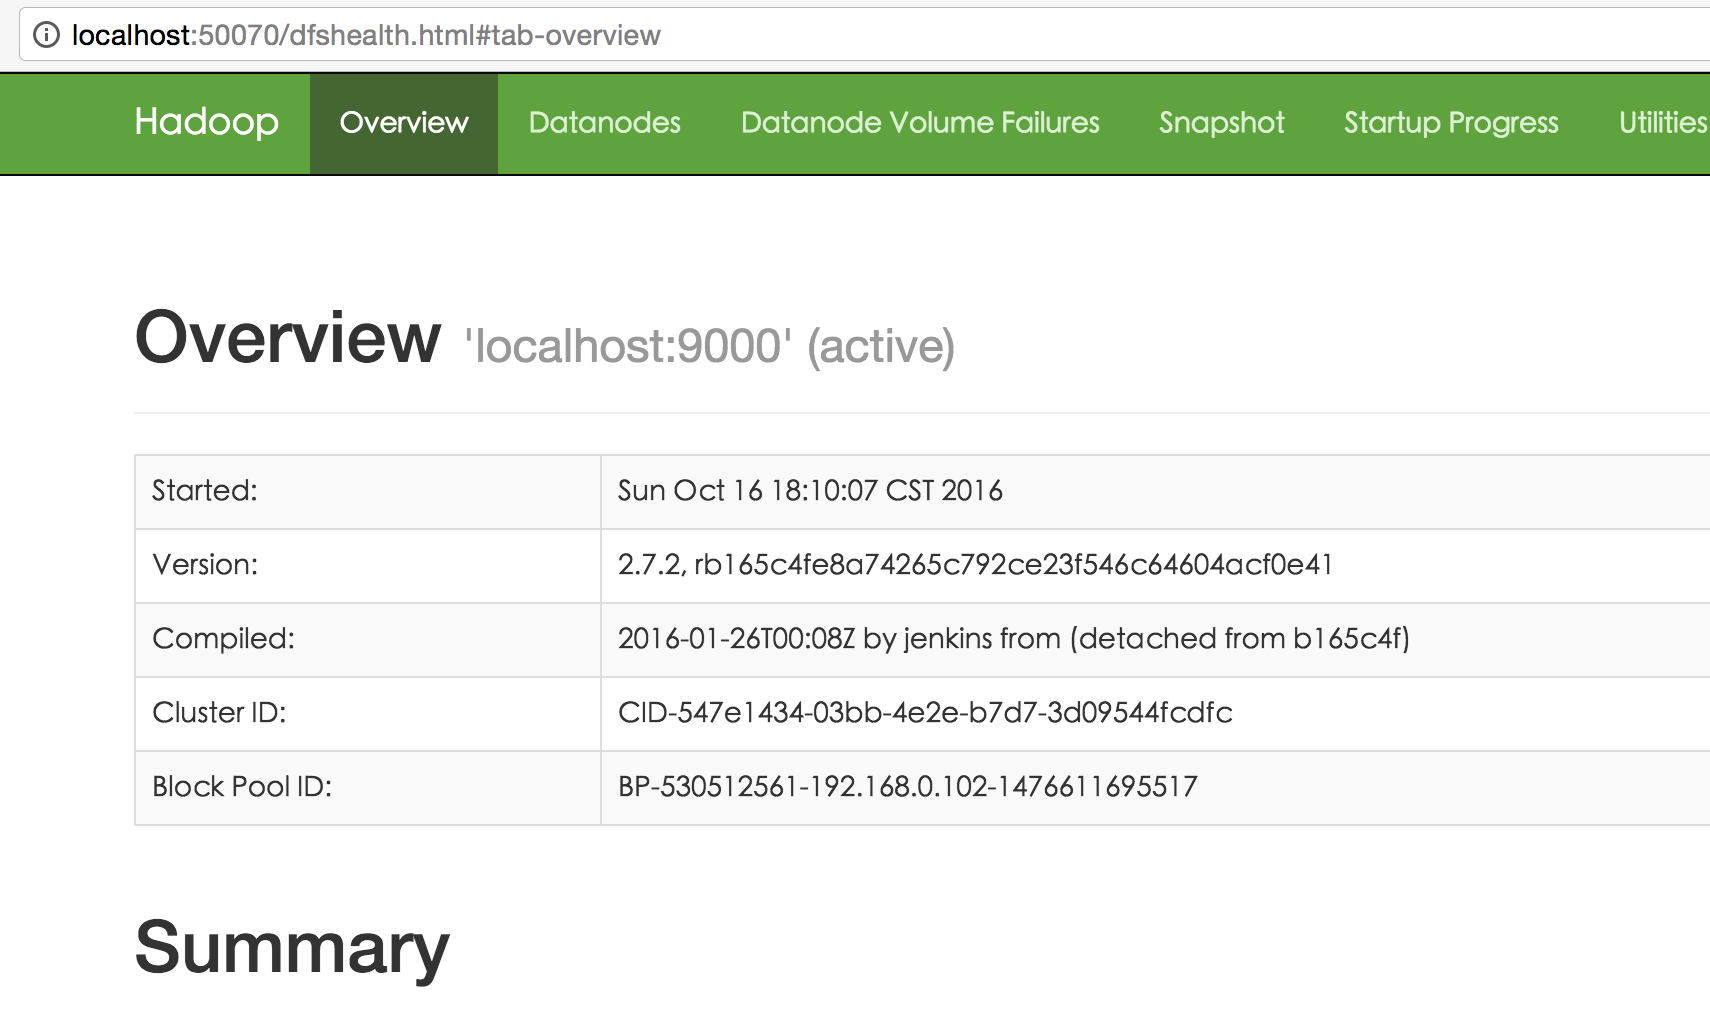 localhost:50070/dfshealth.html#tab-overview
Hadoop Overview Datanodes Datanode Volume Failures Snapshot Startup Progress Utilities
Overview 'localhost:9000' (active)
Started: Sun Oct 16 18:10:07 CST 2016
Version: 2.7.2, rb165c4fe8a74265c792ce23f546c64604acf0e41
Compiled: 2016-01-26T00:08Z by jenkins from (detached from b165c4f)
Cluster ID: CID-547e1434-03bb-4e2e-b7d7-3d09544fcdfc
Block Pool ID: BP-530512561-192.168.0.102-1476611695517
Summary